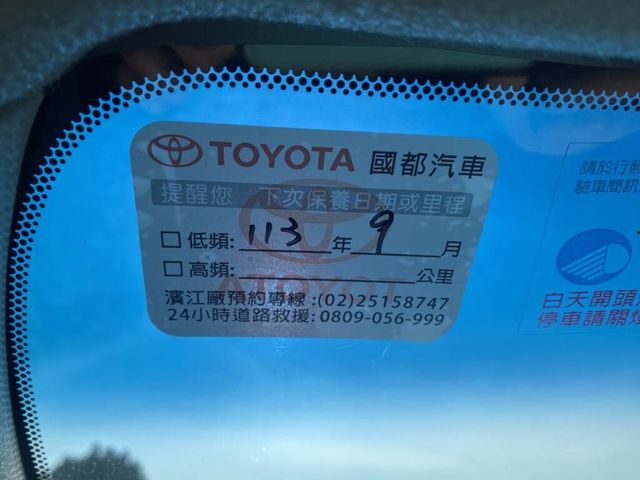 TOYOTA 國都汽車
提醒您 下次保養日期或里程
□ 低頻: 113 年 9 月
□ 高頻: 公里
濱江廠預約專線:(02)25158747
24小時道路救援:0809-056-999
請於行照
驗車簡訊
白天開頭
停車請關燈